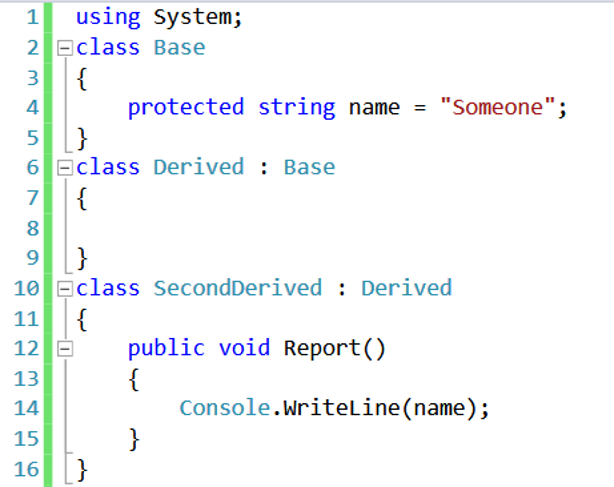 1 using System;
2 class Base
3 {
4 protected string name = "Someone";
5 }
6 class Derived : Base
7 {
8
9 }
10 class SecondDerived : Derived
11 {
12 public void Report()
13 {
14 Console.WriteLine(name);
15 }
16 }